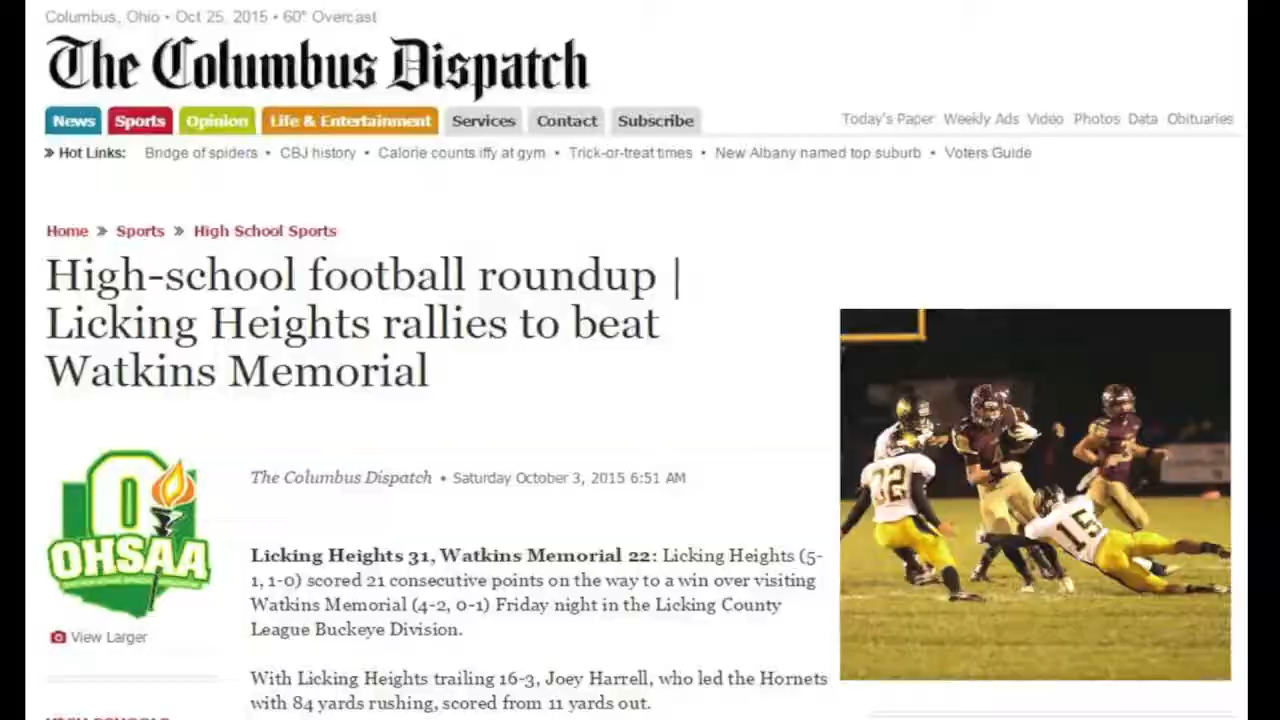 Columbus, Ohio • Oct 25, 2015 • 60° Overcast
The Columbus Dispatch
News Sports Opinion Life & Entertainment Services Contact Subscribe
Today's Paper Weekly Ads Video Photos Data Obituaries
» Hot Links: Bridge of spiders • CBJ history • Calorie counts iffy at gym • Trick-or-treat times • New Albany named top suburb • Voters Guide
Home » Sports » High School Sports
High-school football roundup |
Licking Heights rallies to beat
Watkins Memorial
O
OHSAA
View Larger
The Columbus Dispatch • Saturday October 3, 2015 6:51 AM
Licking Heights 31, Watkins Memorial 22: Licking Heights (5-
1, 1-0) scored 21 consecutive points on the way to a win over visiting
Watkins Memorial (4-2, 0-1) Friday night in the Licking County
League Buckeye Division.
With Licking Heights trailing 16-3, Joey Harrell, who led the Hornets
with 84 yards rushing, scored from 11 yards out.
32
15